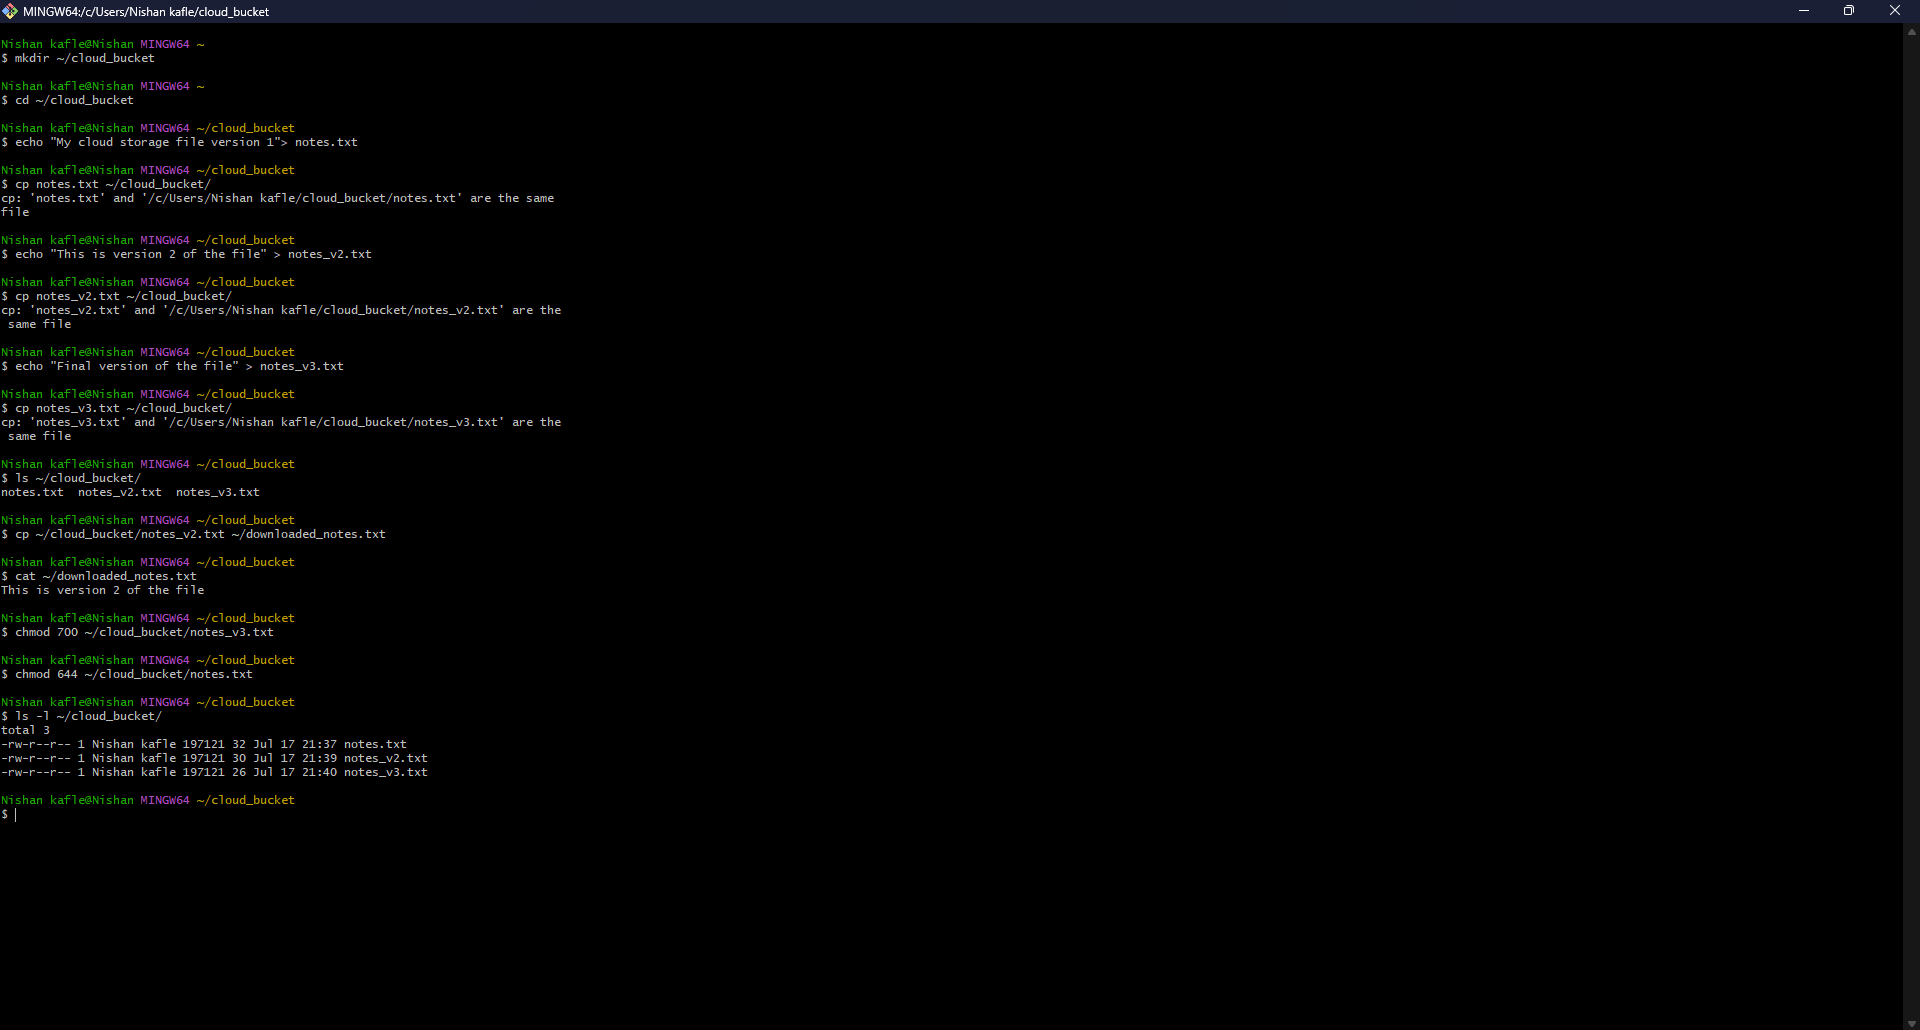 MINGW64:/c/Users/Nishan kafle/cloud_bucket
Nishan kafle@Nishan MINGW64 ~
$ mkdir ~/cloud_bucket
Nishan kafle@Nishan MINGW64 ~
$ cd ~/cloud_bucket
Nishan kafle@Nishan MINGW64 ~/cloud_bucket
$ echo "My cloud storage file version 1"> notes.txt
Nishan kafle@Nishan MINGW64 ~/cloud_bucket
$ cp notes.txt ~/cloud_bucket/
cp: 'notes.txt' and '/c/Users/Nishan kafle/cloud_bucket/notes.txt' are the same
file
Nishan kafle@Nishan MINGW64 ~/cloud_bucket
$ echo "This is version 2 of the file" > notes_v2.txt
Nishan kafle@Nishan MINGW64 ~/cloud_bucket
$ cp notes_v2.txt ~/cloud_bucket/
cp: 'notes_v2.txt' and '/c/Users/Nishan kafle/cloud_bucket/notes_v2.txt' are the
 same file
Nishan kafle@Nishan MINGW64 ~/cloud_bucket
$ echo "Final version of the file" > notes_v3.txt
Nishan kafle@Nishan MINGW64 ~/cloud_bucket
$ cp notes_v3.txt ~/cloud_bucket/
cp: 'notes_v3.txt' and '/c/Users/Nishan kafle/cloud_bucket/notes_v3.txt' are the
 same file
Nishan kafle@Nishan MINGW64 ~/cloud_bucket
$ ls ~/cloud_bucket/
notes.txt  notes_v2.txt  notes_v3.txt
Nishan kafle@Nishan MINGW64 ~/cloud_bucket
$ cp ~/cloud_bucket/notes_v2.txt ~/downloaded_notes.txt
Nishan kafle@Nishan MINGW64 ~/cloud_bucket
$ cat ~/downloaded_notes.txt
This is version 2 of the file
Nishan kafle@Nishan MINGW64 ~/cloud_bucket
$ chmod 700 ~/cloud_bucket/notes_v3.txt
Nishan kafle@Nishan MINGW64 ~/cloud_bucket
$ chmod 644 ~/cloud_bucket/notes.txt
Nishan kafle@Nishan MINGW64 ~/cloud_bucket
$ ls -l ~/cloud_bucket/
total 3
-rw-r--r-- 1 Nishan kafle 197121 32 Jul 17 21:37 notes.txt
-rw-r--r-- 1 Nishan kafle 197121 30 Jul 17 21:39 notes_v2.txt
-rw-r--r-- 1 Nishan kafle 197121 26 Jul 17 21:40 notes_v3.txt
Nishan kafle@Nishan MINGW64 ~/cloud_bucket
$